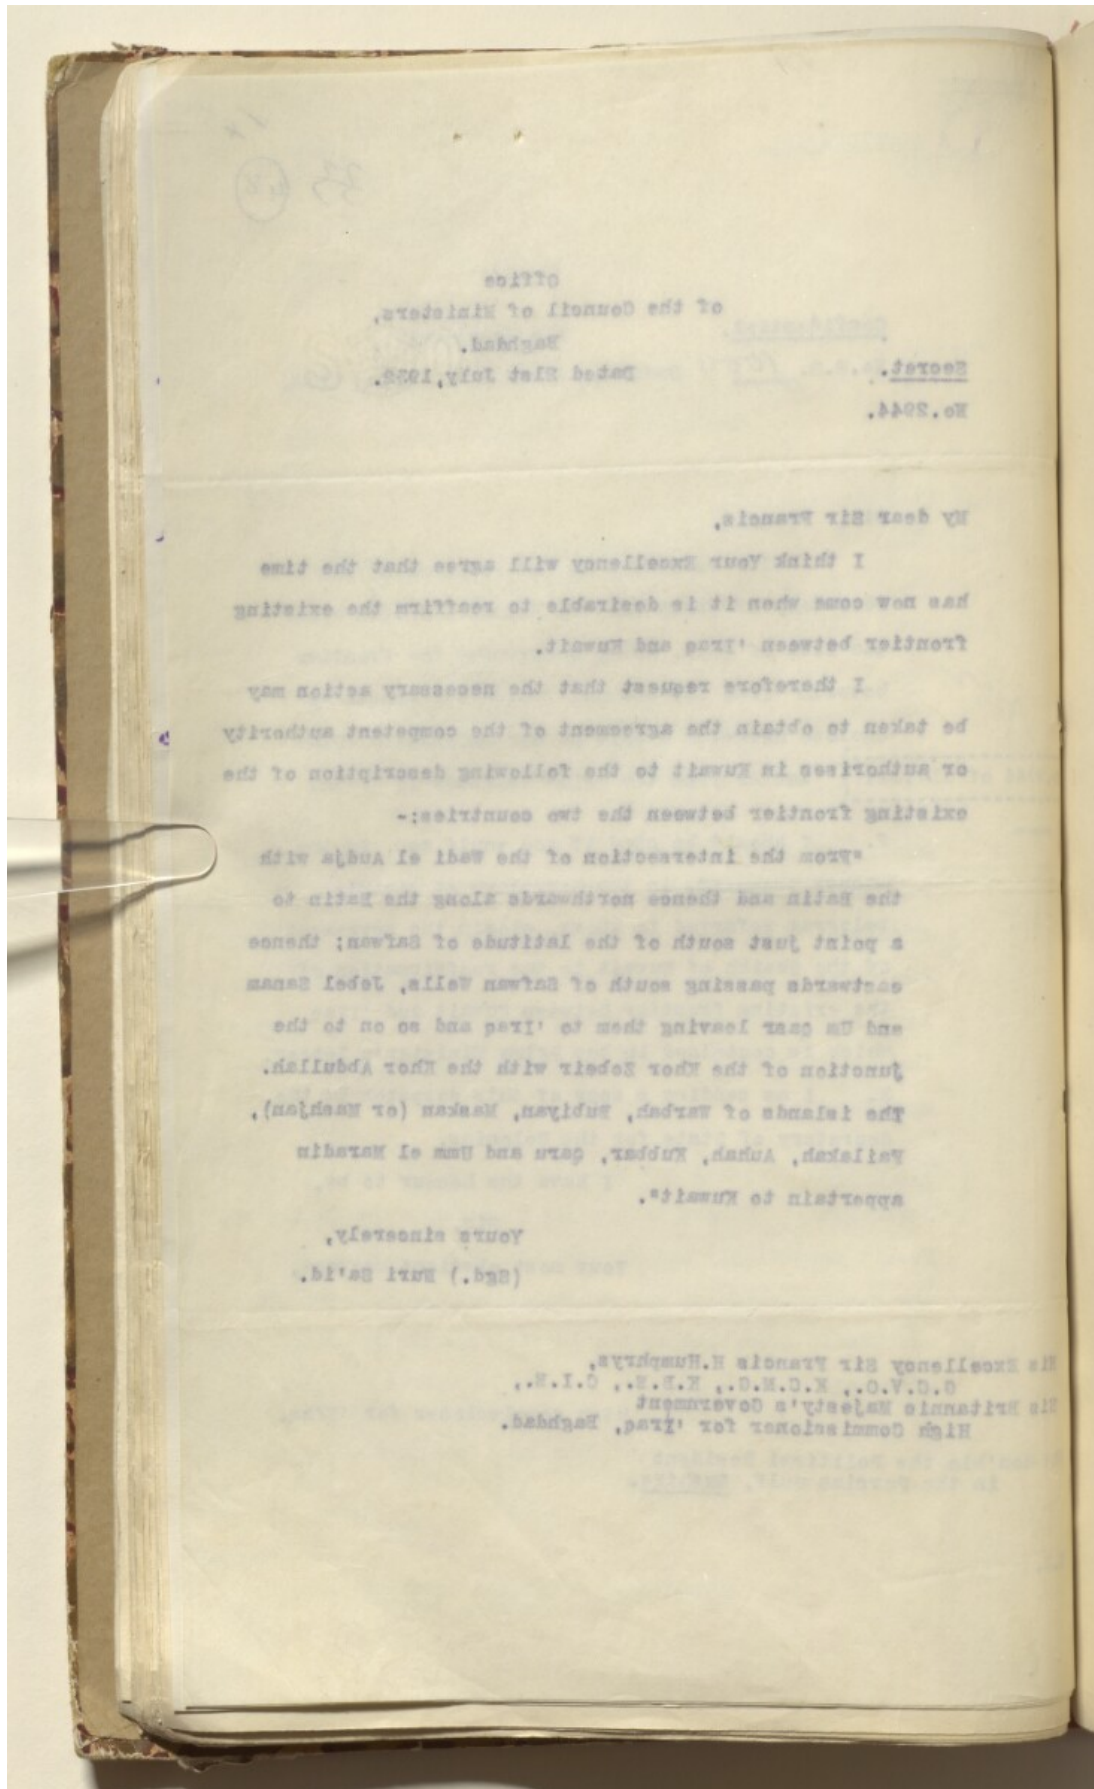 Office
of the Council of Ministers,
Baghdad.
Secret.
Dated 21st July, 1932.
No.2944.
My dear Sir Francis,
I think Your Excellency will agree that the time
has now come when it is desirable to reaffirm the existing
frontier between 'Iraq and Kuwait.
I therefore request that the necessary action may
be taken to obtain the agreement of the competent authority
or authorises in Kuwait to the following description of the
existing frontier between the two countries:-
"From the intersection of the Wadi el Audja with
the Batin and thence northwards along the Batin to
a point just south of the latitude of Safwan; thence
eastwards passing south of Safwan Wells, Jebel Sanam
and Um Qasr leaving them to 'Iraq and so on to the
junction of the Khor Zobeir with the Khor Abdullah.
The islands of Warbah, Bubiyan, Maskan (or Mashjan),
Failakah, Auhah, Kubbar, Qaru and Umm el Maradim
appertain to Kuwait".
Yours sincerely,
(Sgd.) Nuri Sa'id.
His Excellency Sir Francis H.Humphrys,
G.C.V.O., K.C.M.G., K.B.E., C.I.E.,
His Britannic Majesty's Government
High Commissioner for 'Iraq, Baghdad.